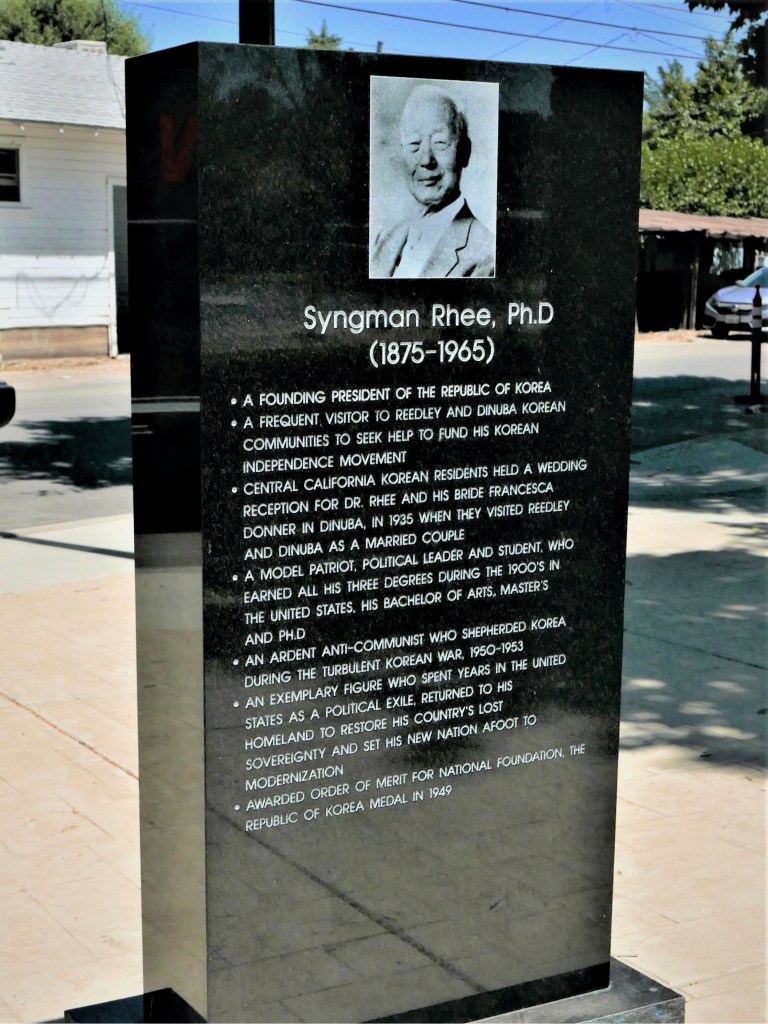 Syngman Rhee, Ph.D
(1875-1965)
• A FOUNDING PRESIDENT OF THE REPUBLIC OF KOREA
• A FREQUENT VISITOR TO REEDLEY AND DINUBA KOREAN
COMMUNITIES TO SEEK HELP TO FUND HIS KOREAN
INDEPENDENCE MOVEMENT
• CENTRAL CALIFORNIA KOREAN RESIDENTS HELD A WEDDING
RECEPTION FOR DR. RHEE AND HIS BRIDE FRANCESCA
DONNER IN DINUBA, IN 1935 WHEN THEY VISITED REEDLEY
AND DINUBA AS A MARRIED COUPLE
• A MODEL PATRIOT, POLITICAL LEADER AND STUDENT, WHO
EARNED ALL HIS THREE DEGREES DURING THE 1900'S IN
THE UNITED STATES, HIS BACHELOR OF ARTS, MASTER'S
AND PH.D
• AN ARDENT ANTI-COMMUNIST WHO SHEPHERDED KOREA
DURING THE TURBULENT KOREAN WAR, 1950-1953
• AN EXEMPLARY FIGURE WHO SPENT YEARS IN THE UNITED
STATES AS A POLITICAL EXILE, RETURNED TO HIS
HOMELAND TO RESTORE HIS COUNTRY'S LOST
SOVEREIGNTY AND SET HIS NEW NATION AFOOT TO
MODERNIZATION
• AWARDED ORDER OF MERIT FOR NATIONAL FOUNDATION, THE
REPUBLIC OF KOREA MEDAL IN 1949